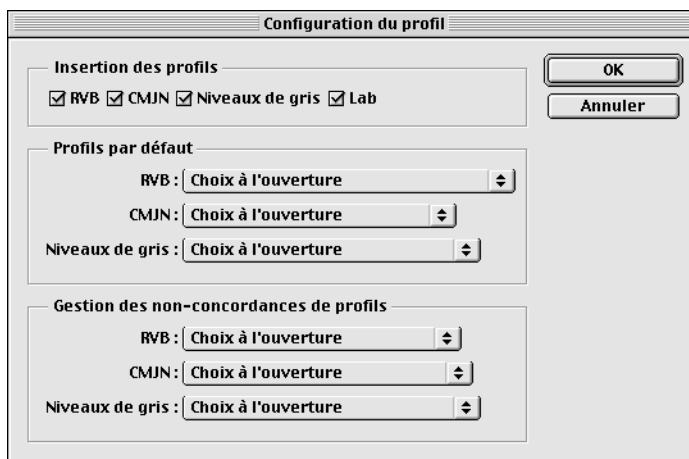 Configuration du profil
Insertion des profils
RVB CMJN Niveaux de gris Lab
OK
Annuler
Profils par défaut
RVB : Choix à l'ouverture
CMJN : Choix à l'ouverture
Niveaux de gris : Choix à l'ouverture
Gestion des non-concordances de profils
RVB : Choix à l'ouverture
CMJN : Choix à l'ouverture
Niveaux de gris : Choix à l'ouverture